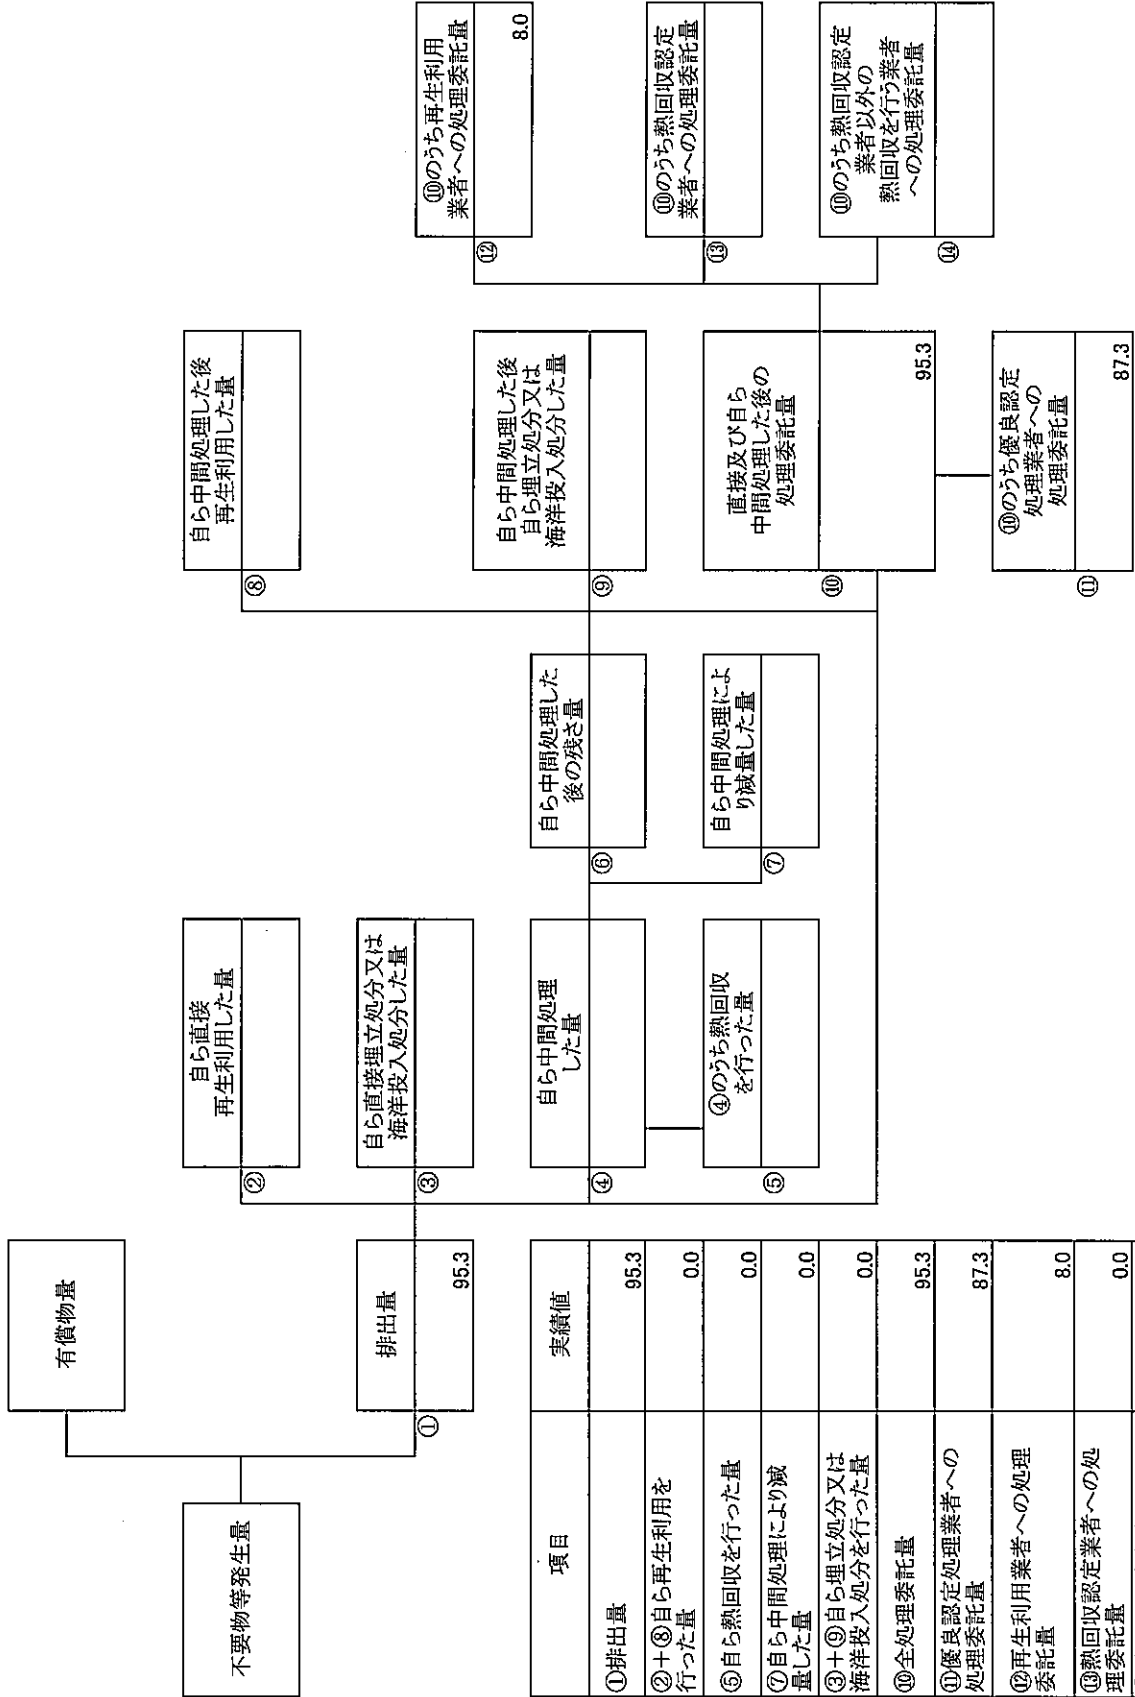 不要物等発生量
有償物量
排出量
①
95.3
自ら直接
再生利用した量
②
自ら直接埋立処分又は
海洋投入処分した量
③
自ら中間処理
した量
④
④のうち熱回収
を行った量
⑤
自ら中間処理した
後の残さ量
⑥
自ら中間処理によ
り減量した量
⑦
自ら中間処理した後
再生利用した量
⑧
自ら中間処理した後
自ら埋立処分又は
海洋投入処分した量
⑨
直接及び自ら
中間処理した後の
処理委託量
⑩
95.3
⑩のうち優良認定
処理業者への
処理委託量
⑪
87.3
⑩のうち再生利用
業者への処理委託量
⑫
8.0
⑩のうち熱回収認定
業者への処理委託量
⑬
⑩のうち熱回収認定
業者以外の
熱回収を行う業者
への処理委託量
⑭
項目
実績値
①排出量
95.3
②+⑧自ら再生利用を
行った量
0.0
⑤自ら熱回収を行った量
0.0
⑦自ら中間処理により減
量した量
0.0
③+⑨自ら埋立処分又は
海洋投入処分を行った量
0.0
⑩全処理委託量
95.3
⑪優良認定処理業者への
処理委託量
87.3
⑫再生利用業者への処理
委託量
8.0
⑬熱回収認定業者への処
理委託量
0.0